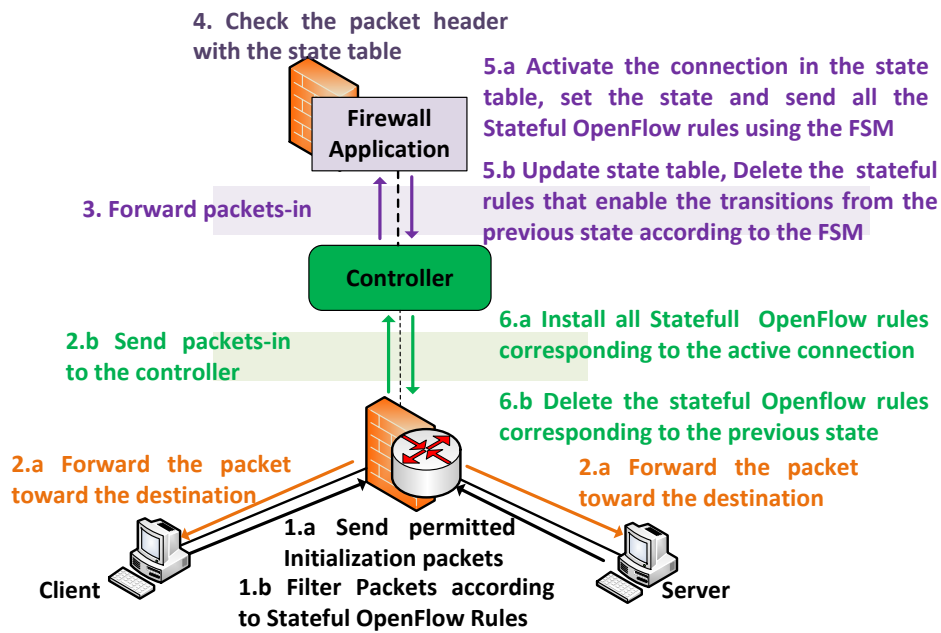 4. Check the packet header
with the state table
Firewall
Application
5.a Activate the connection in the state
table, set the state and send all the
Stateful OpenFlow rules using the FSM
5.b Update state table, Delete the stateful
rules that enable the transitions from the
previous state according to the FSM
3. Forward packets-in
Controller
2.b Send packets-in
to the controller
6.a Install all Statefull OpenFlow rules
corresponding to the active connection
6.b Delete the stateful Openflow rules
corresponding to the previous state
2.a Forward the packet
toward the destination
2.a Forward the packet
toward the destination
1.a Send permitted
Initialization packets
1.b Filter Packets according
to Stateful OpenFlow Rules
Client
Server